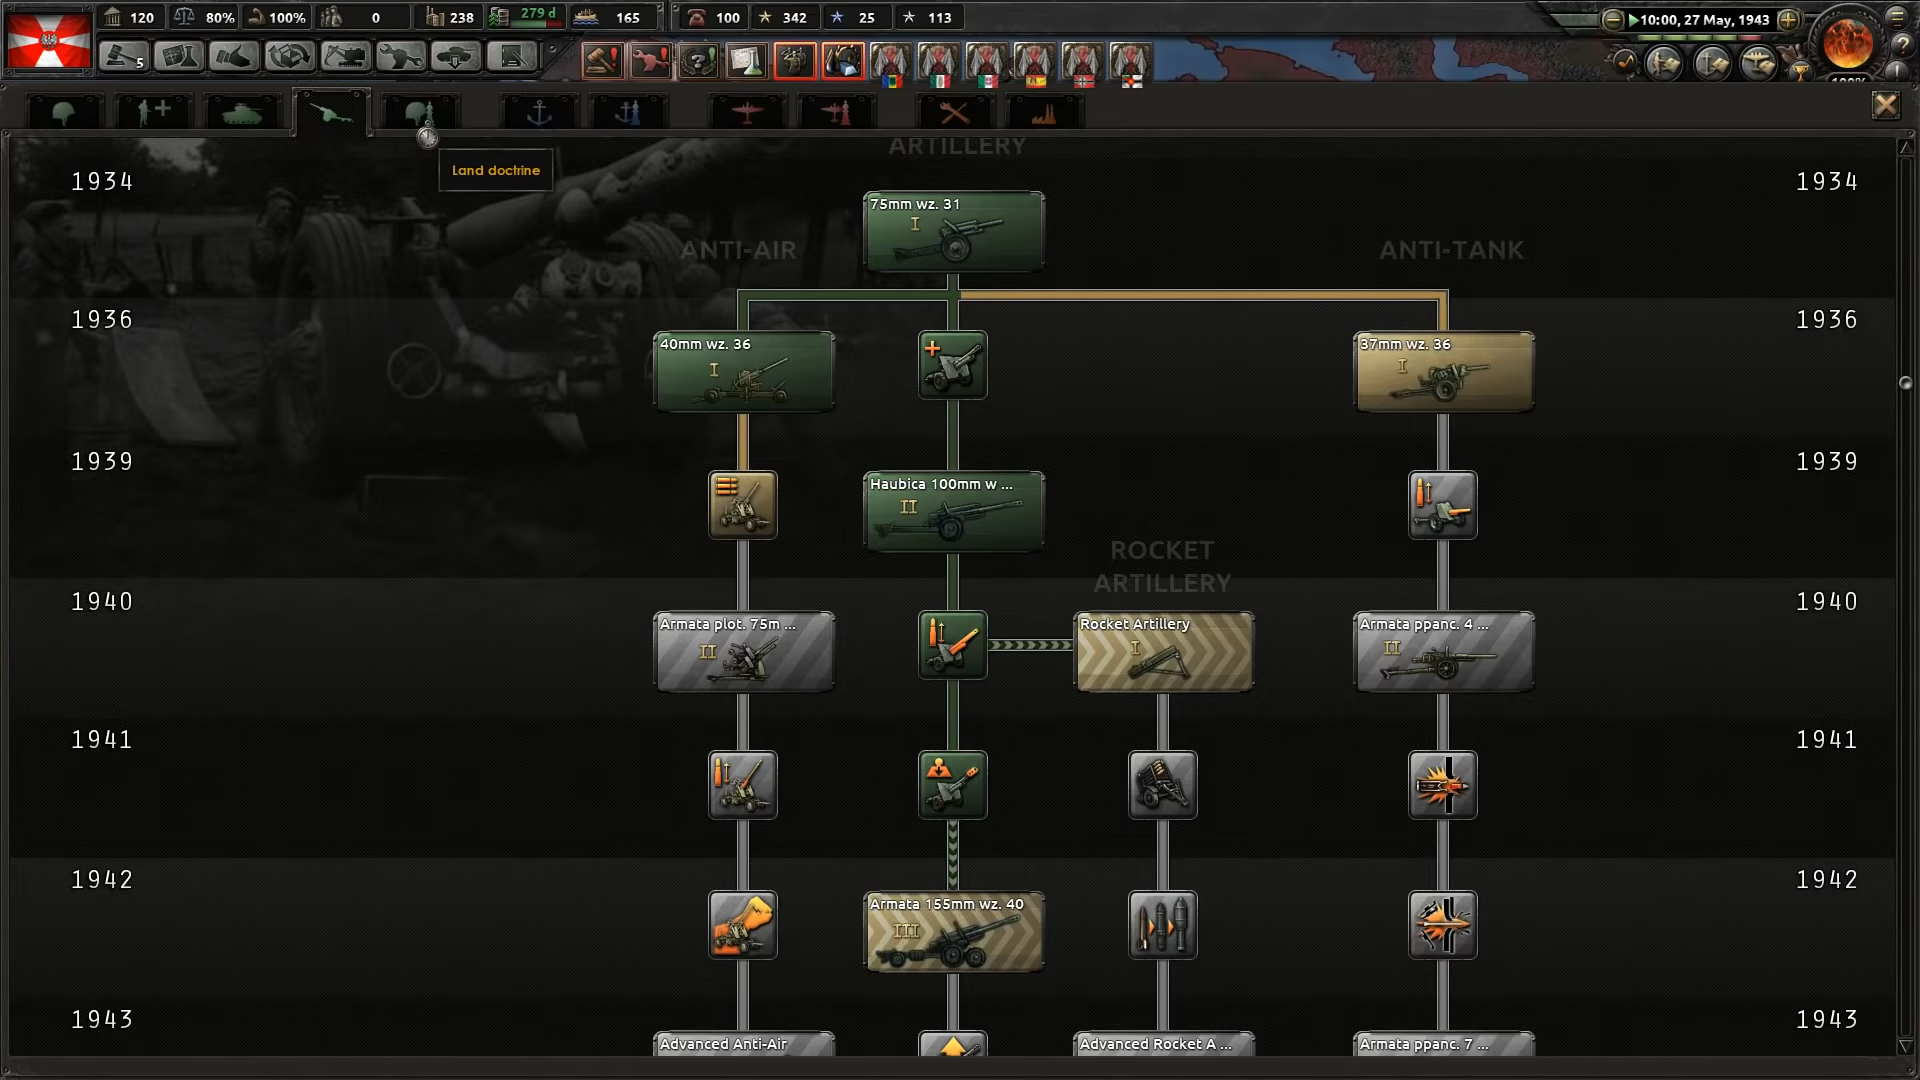 120 80% 100% 0 238 279 d 165 100 342 25 113 10:00, 27 May, 1943
5
100%
Land doctrine
ARTILLERY
1934 1934
75mm wz. 31
I
ANTI-AIR ANTI-TANK
1936 1936
40mm wz. 36 37mm wz. 36
I I
1939 1939
Haubica 100mm w ...
II
ROCKET
ARTILLERY
1940 1940
Armata plot. 75m ... Rocket Artillery Armata ppanc. 4 ...
II I II
1941 1941
1942 1942
Armata 155mm wz. 40
III
1943 1943
Advanced Anti-Air Advanced Rocket A ... Armata ppanc. 7 ...